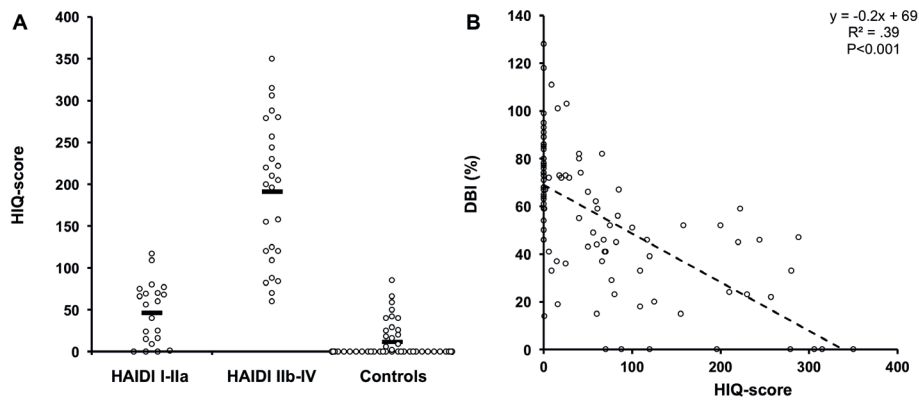 A
400
350
300
250
200
150
100
50
0
HIQ-score
HAIDI I-IIa
HAIDI IIb-IV
Controls
B
140
120
100
80
60
40
20
0
DBI (%)
0
100
200
300
400
HIQ-score
y = -0.2x + 69
R² = .39
P<0.001